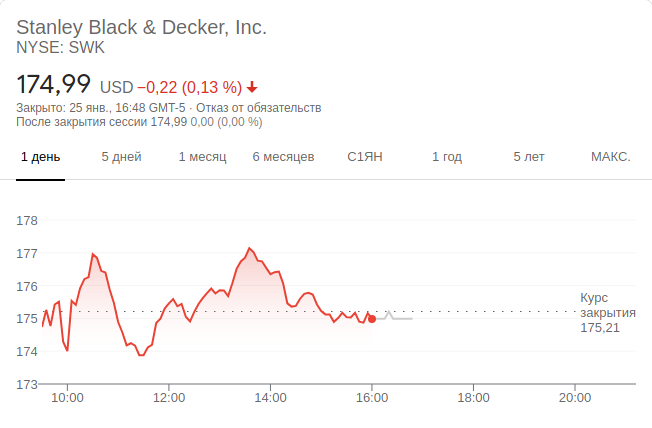 Stanley Black & Decker, Inc.
NYSE: SWK
174,99 USD −0,22 (0,13 %)
Закрыто: 25 янв., 16:48 GMT-5 · Отказ от обязательств
После закрытия сессии 174,99 0,00 (0,00 %)
1 день 5 дней 1 месяц 6 месяцев С1ЯН 1 год 5 лет МАКС.
178
177
176
Курс
закрытия
175,21
175
174
173
10:00 12:00 14:00 16:00 18:00 20:00